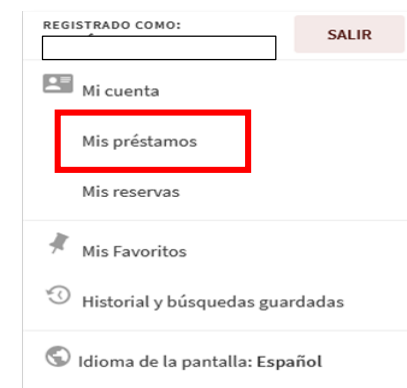 REGISTRADO COMO:
SALIR
Mi cuenta
Mis préstamos
Mis reservas
Mis Favoritos
Historial y búsquedas guardadas
Idioma de la pantalla: Español